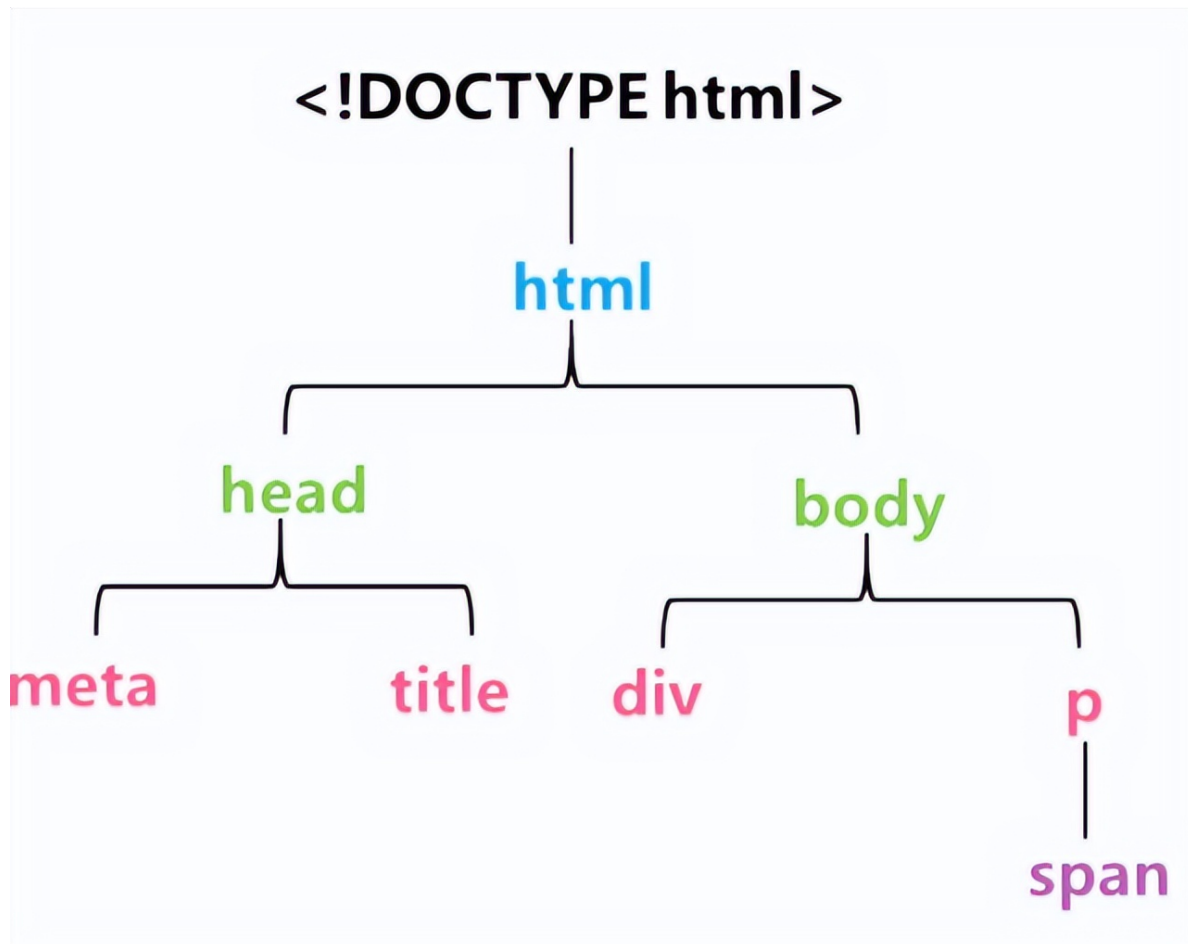 <!DOCTYPE html>
html
head
body
meta
title
div
p
span